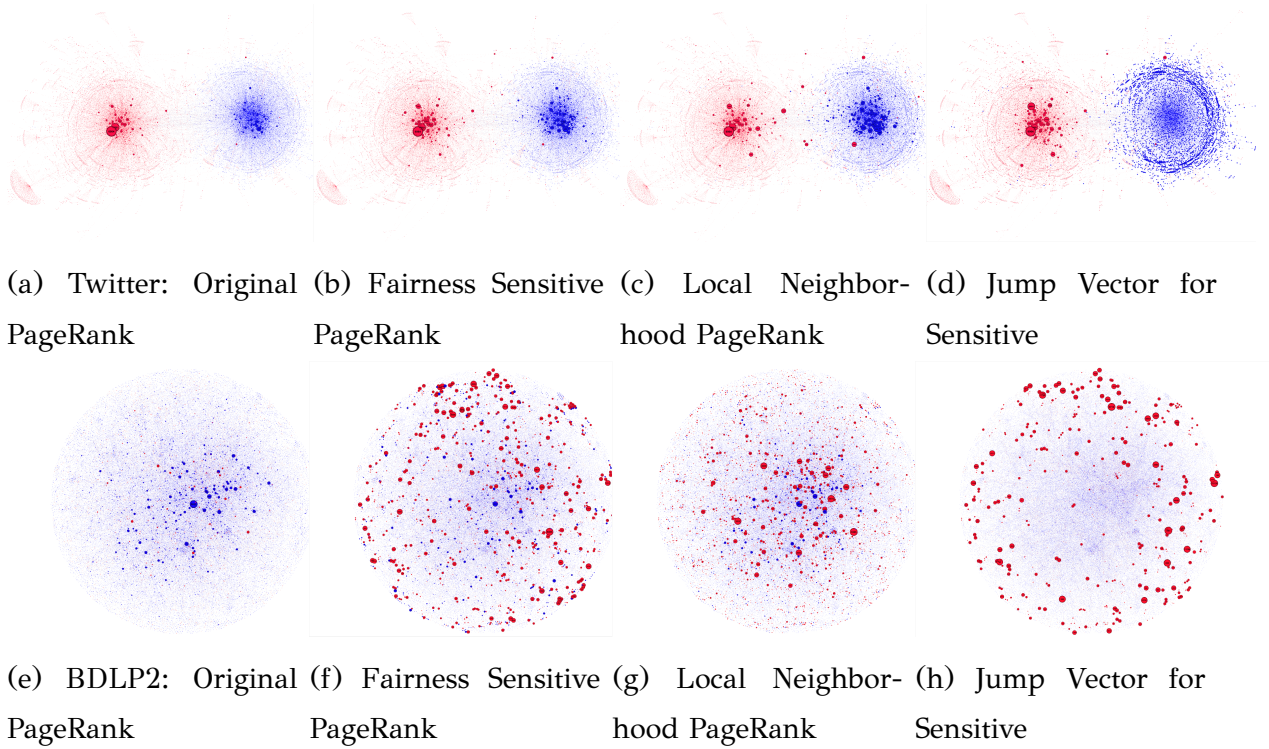 (a) Twitter: Original
PageRank
(b) Fairness Sensitive
PageRank
(c) Local Neighbor-
hood PageRank
(d) Jump Vector for
Sensitive
(e) BDLP2: Original
PageRank
(f) Fairness Sensitive
PageRank
(g) Local Neighbor-
hood PageRank
(h) Jump Vector for
Sensitive